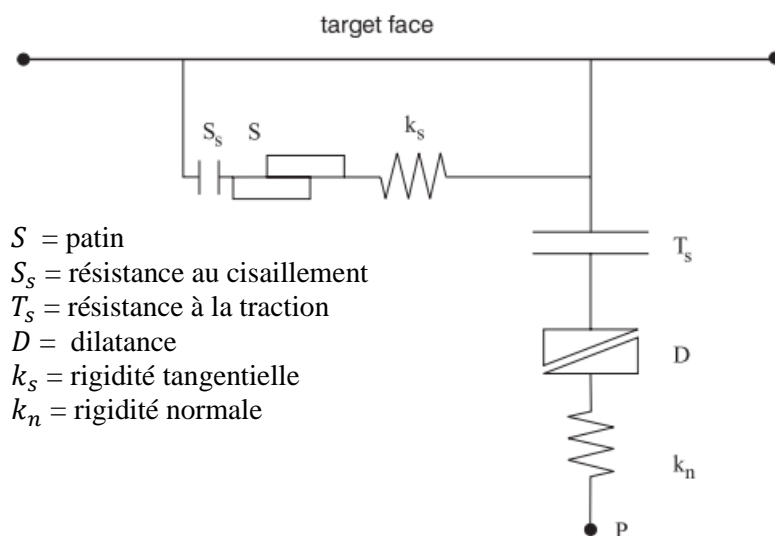 target face
S_s S k_s
S = patin
S_s = résistance au cisaillement
T_s = résistance à la traction
D = dilatance
k_s = rigidité tangentielle
k_n = rigidité normale
T_s
D
k_n
P